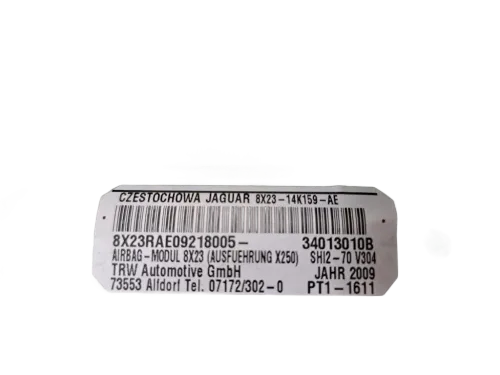 CZESTOCHOWA JAGUAR 8X23-14K159-AE
8X23RAE09218005- 34013010B
AIRBAG-MODUL 8X23 (AUSFUEHRUNG X250) SHI2-70 V304
TRW Automotive GmbH JAHR 2009
73553 Alfdorf Tel. 07172/302-0 PT1-1611